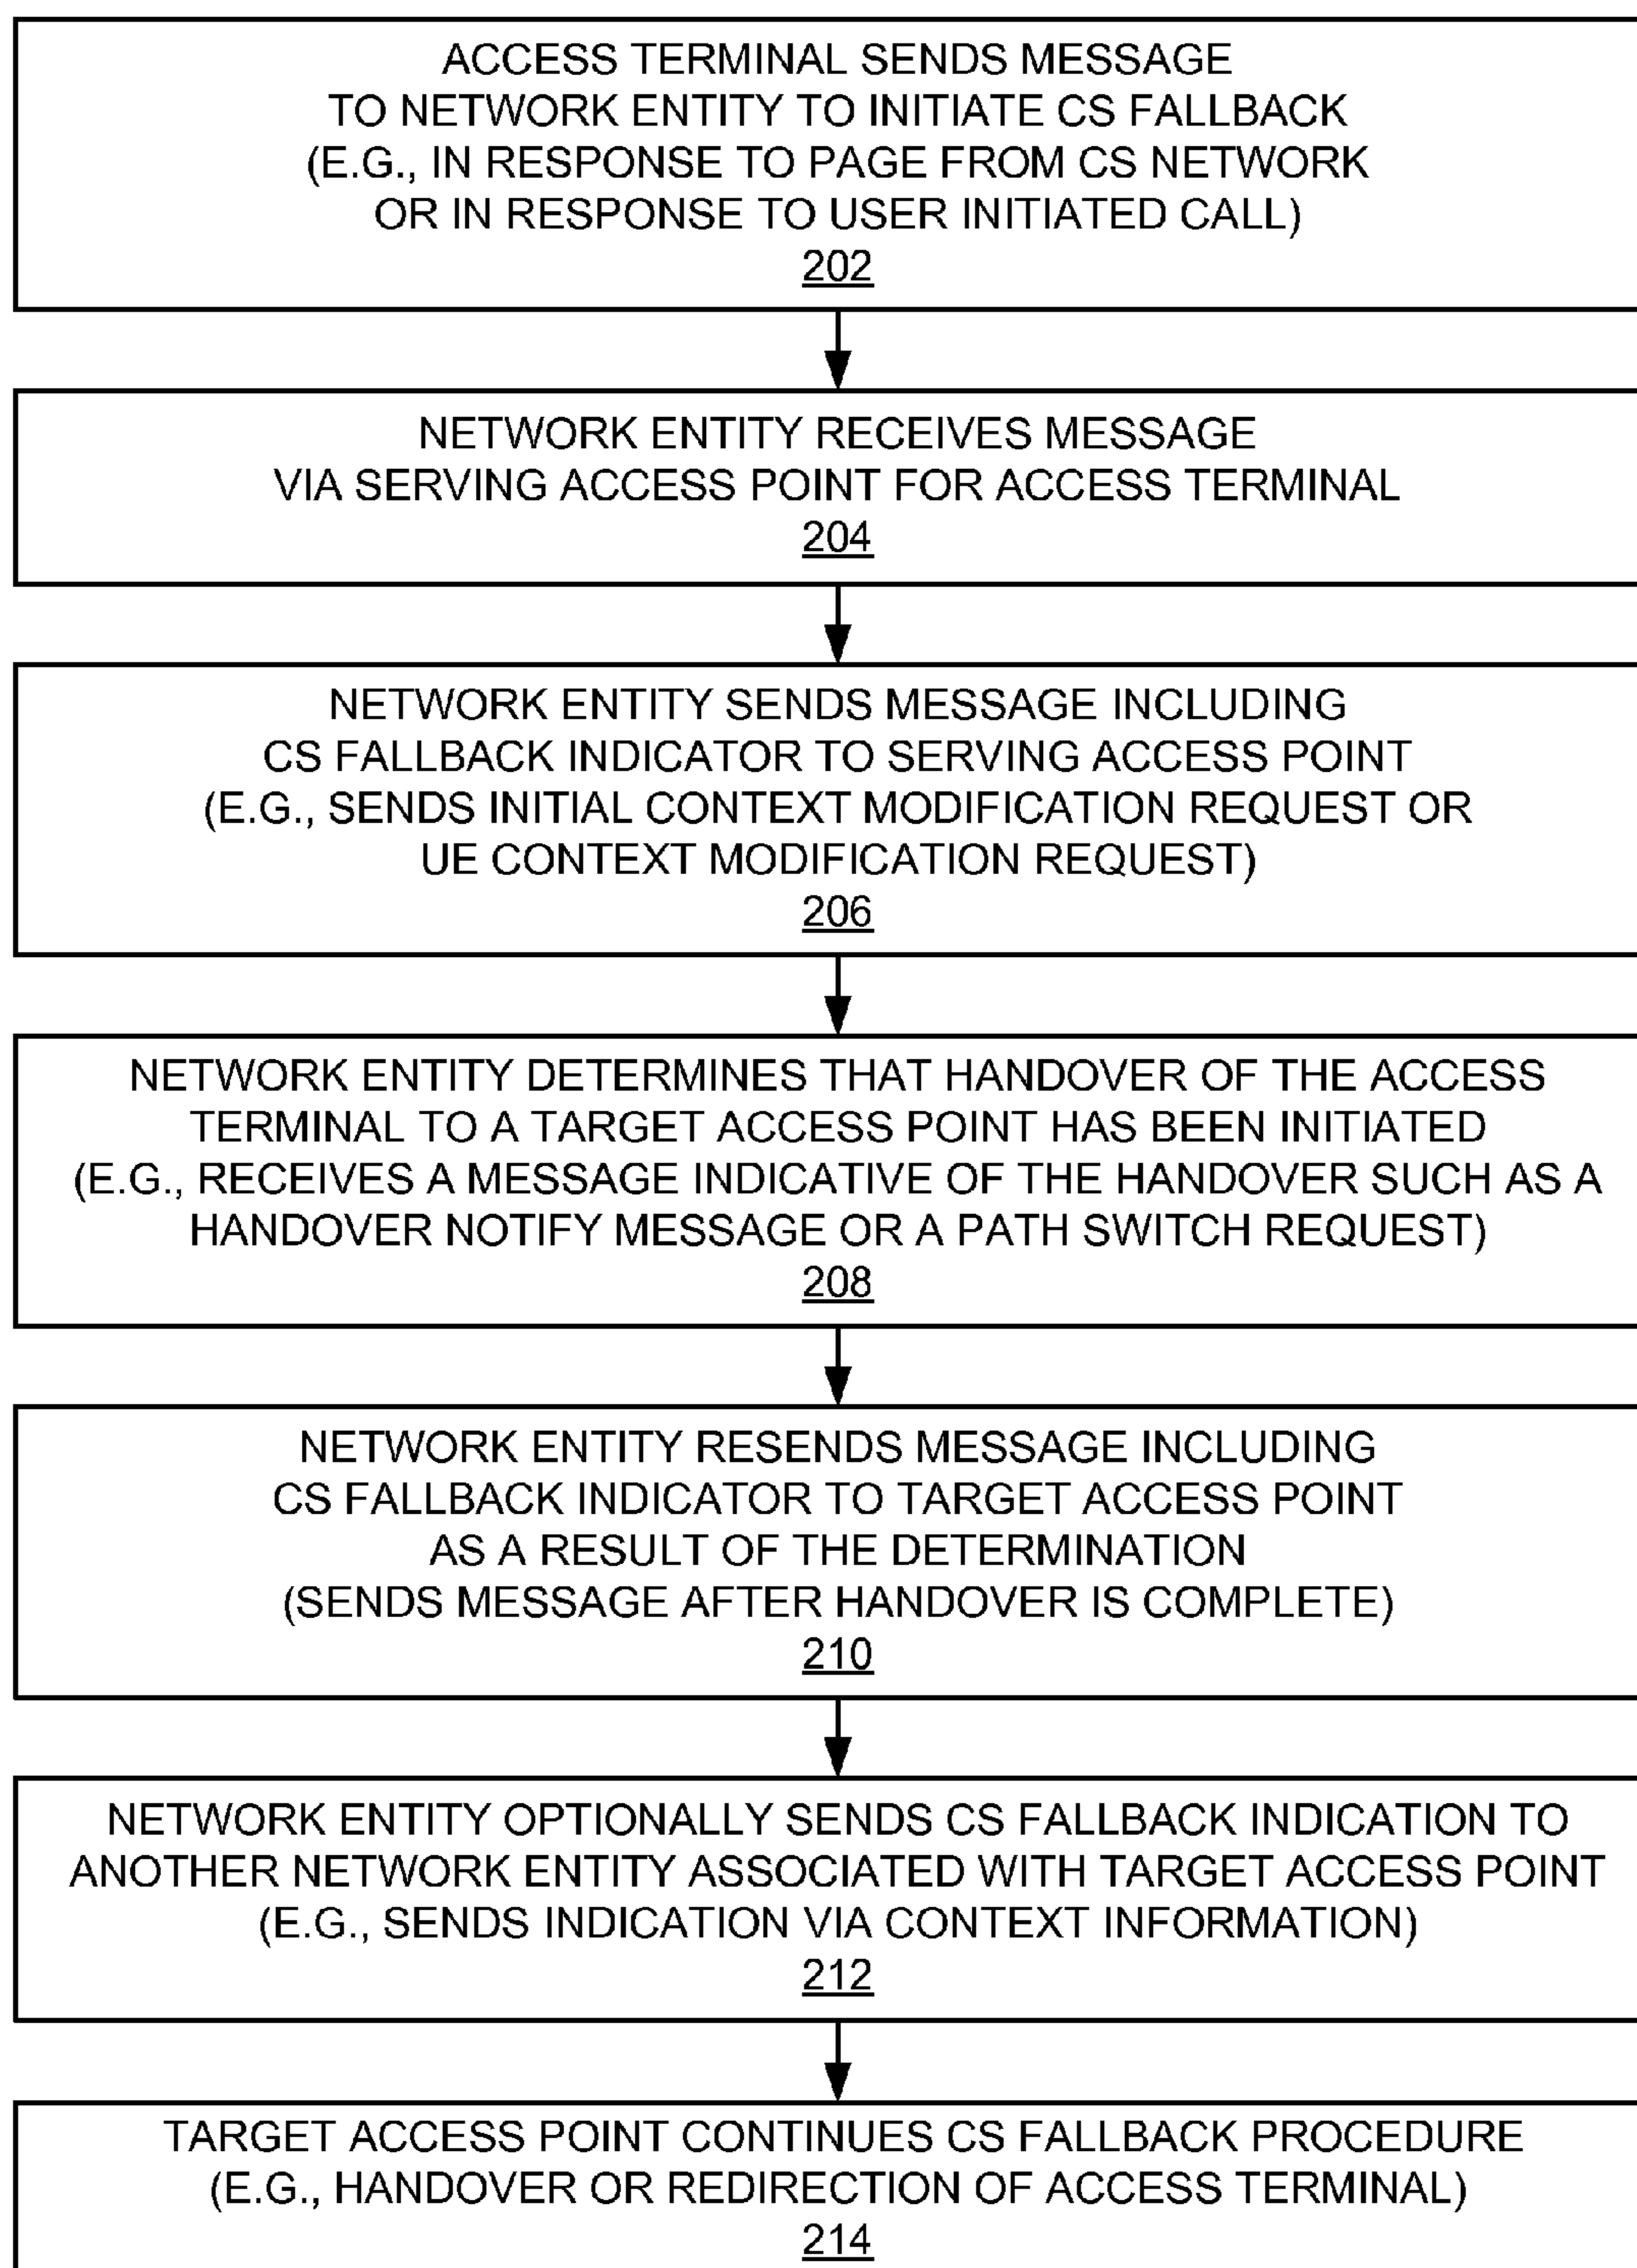 ACCESS TERMINAL SENDS MESSAGE
TO NETWORK ENTITY TO INITIATE CS FALLBACK
(E.G., IN RESPONSE TO PAGE FROM CS NETWORK
OR IN RESPONSE TO USER INITIATED CALL)
202
NETWORK ENTITY RECEIVES MESSAGE
VIA SERVING ACCESS POINT FOR ACCESS TERMINAL
204
NETWORK ENTITY SENDS MESSAGE INCLUDING
CS FALLBACK INDICATOR TO SERVING ACCESS POINT
(E.G., SENDS INITIAL CONTEXT MODIFICATION REQUEST OR
UE CONTEXT MODIFICATION REQUEST)
206
NETWORK ENTITY DETERMINES THAT HANDOVER OF THE ACCESS
TERMINAL TO A TARGET ACCESS POINT HAS BEEN INITIATED
(E.G., RECEIVES A MESSAGE INDICATIVE OF THE HANDOVER SUCH AS A
HANDOVER NOTIFY MESSAGE OR A PATH SWITCH REQUEST)
208
NETWORK ENTITY RESENDS MESSAGE INCLUDING
CS FALLBACK INDICATOR TO TARGET ACCESS POINT
AS A RESULT OF THE DETERMINATION
(SENDS MESSAGE AFTER HANDOVER IS COMPLETE)
210
NETWORK ENTITY OPTIONALLY SENDS CS FALLBACK INDICATION TO
ANOTHER NETWORK ENTITY ASSOCIATED WITH TARGET ACCESS POINT
(E.G., SENDS INDICATION VIA CONTEXT INFORMATION)
212
TARGET ACCESS POINT CONTINUES CS FALLBACK PROCEDURE
(E.G., HANDOVER OR REDIRECTION OF ACCESS TERMINAL)
214